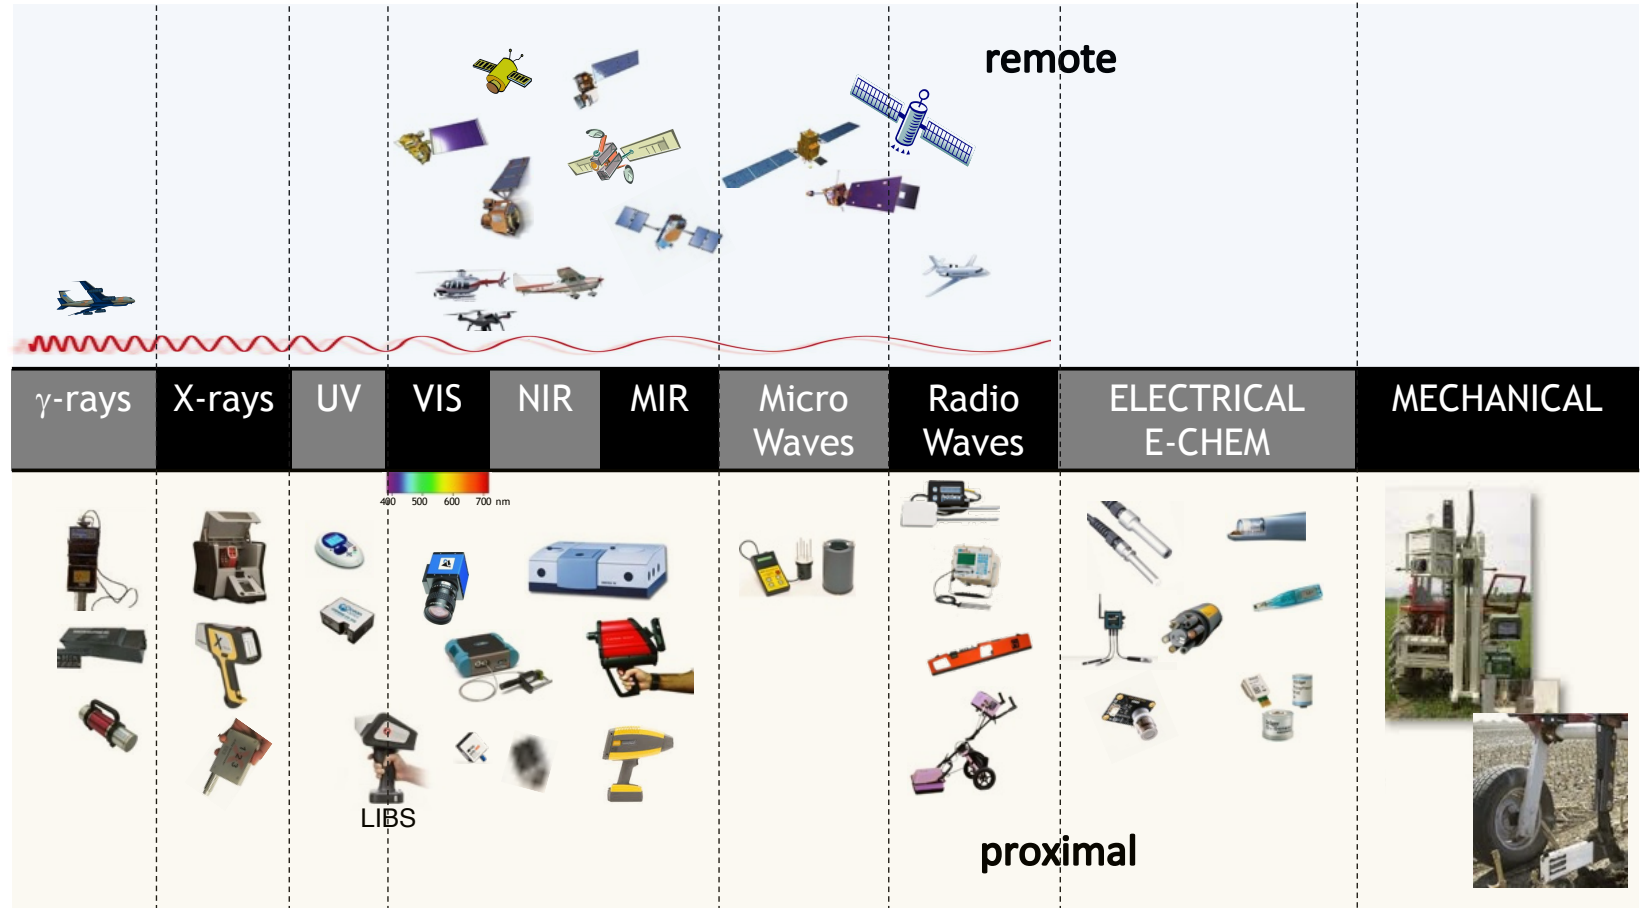 remote
γ-rays
X-rays
UV
VIS
NIR
MIR
Micro
Waves
Radio
Waves
ELECTRICAL
E-CHEM
MECHANICAL
400 500 600 700 nm
LIBS
proximal